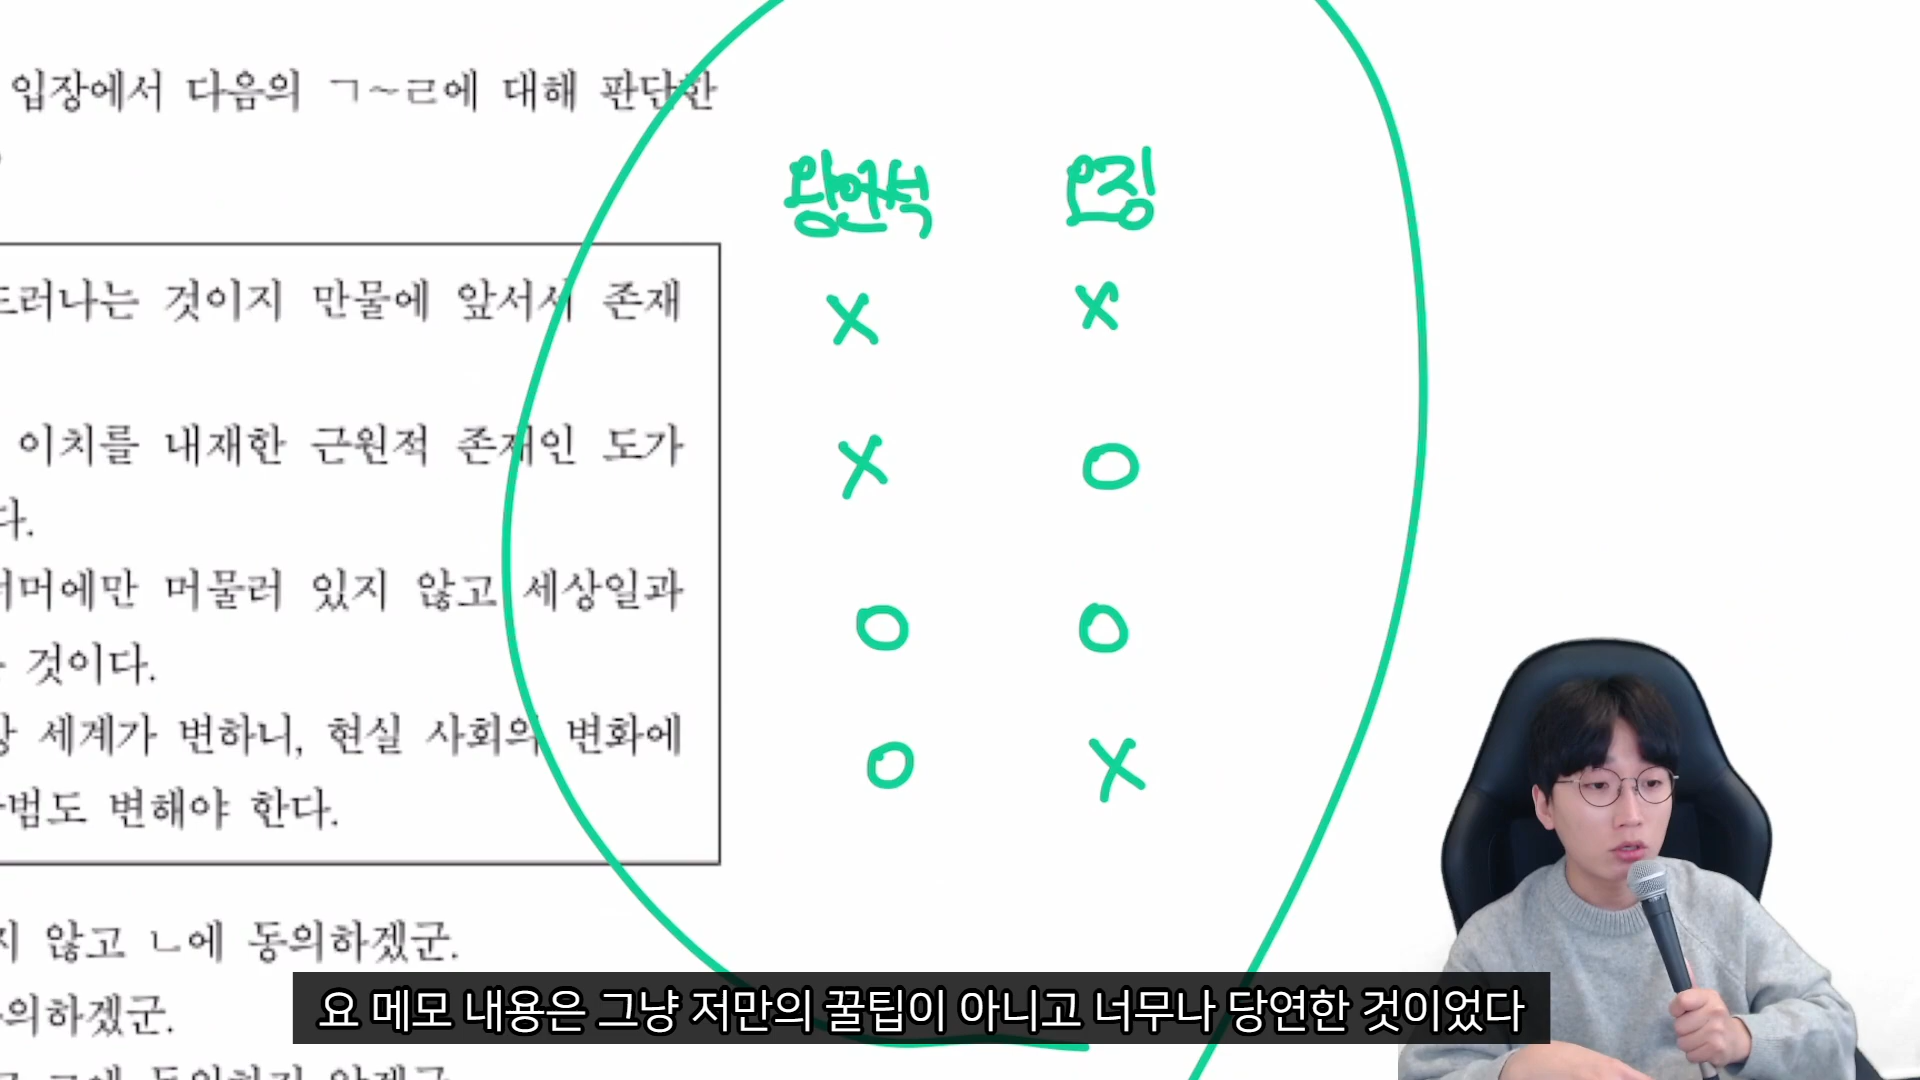 입장에서 다음의 ㄱ~ㄹ에 대해 판단한
왕안석 오징
드러나는 것이지 만물에 앞서서 존재
X X
이치를 내재한 근원적 존재인 도가
X O
다.
너머에만 머물러 있지 않고 세상일과
O O
것이다.
세계가 변하니, 현실 사회의 변화에
O X
범도 변해야 한다.
지 않고 ㄴ에 동의하겠군.
의하겠군.
요 메모 내용은 그냥 저만의 꿀팁이 아니고 너무나 당연한 것이었다